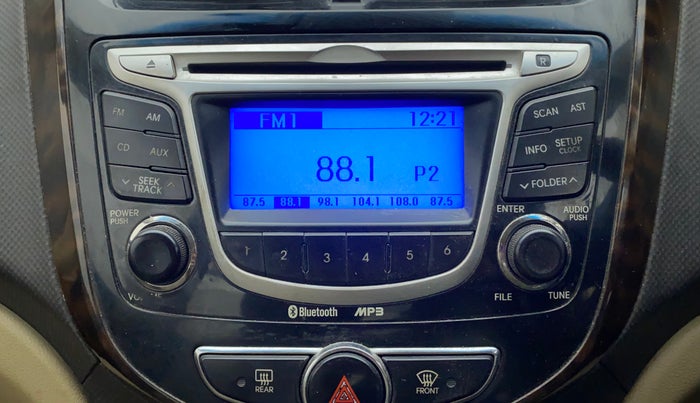 R
FM AM
SCAN AST
FM1 12:21
CD AUX
INFO SETUP
CLOCK
88.1 P2
SEEK
TRACK
FOLDER
87.5 88.1 98.1 104.1 108.0 87.5
POWER
PUSH
ENTER AUDIO
PUSH
1 2 3 4 5 6
FILE TUNE
Bluetooth MP3
REAR
FRONT